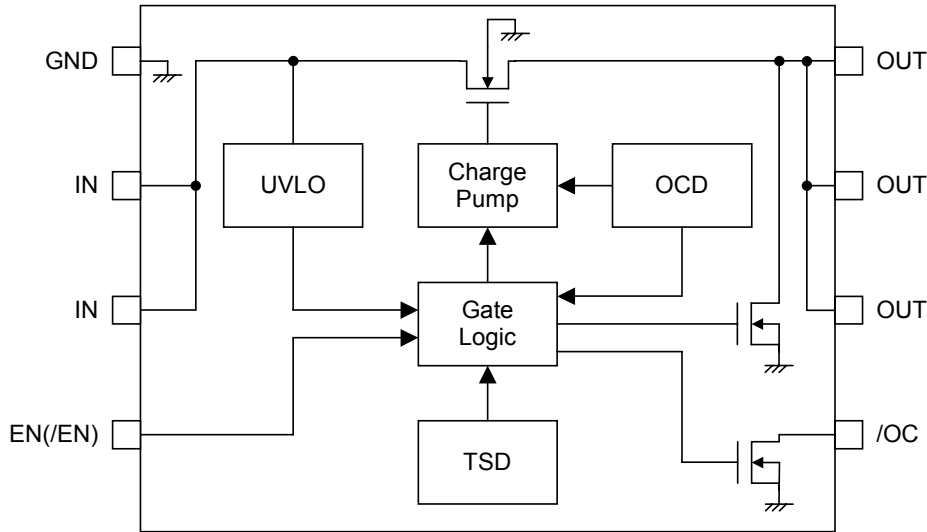 GND
OUT
IN
UVLO
Charge
Pump
OCD
OUT
IN
Gate
Logic
OUT
EN(/EN)
TSD
/OC